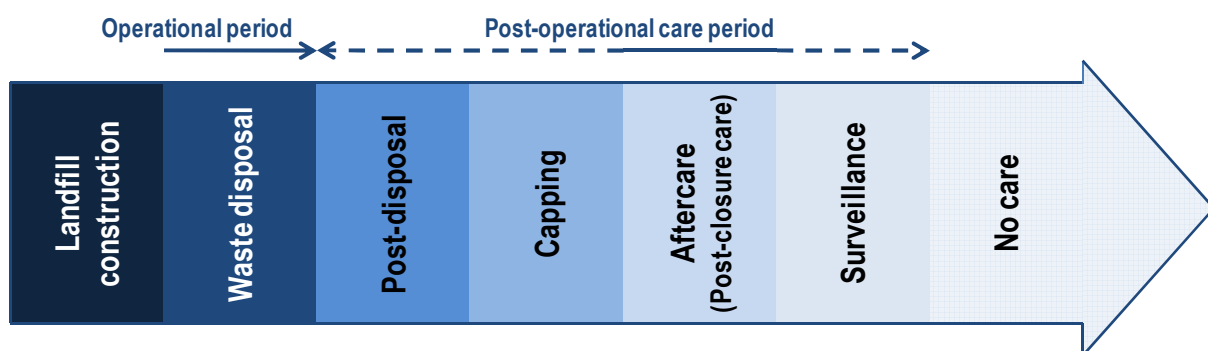 Operational period
Post-operational care period
Landfill
construction
Waste disposal
Post-disposal
Capping
Aftercare
(Post-closure care)
Surveillance
No care